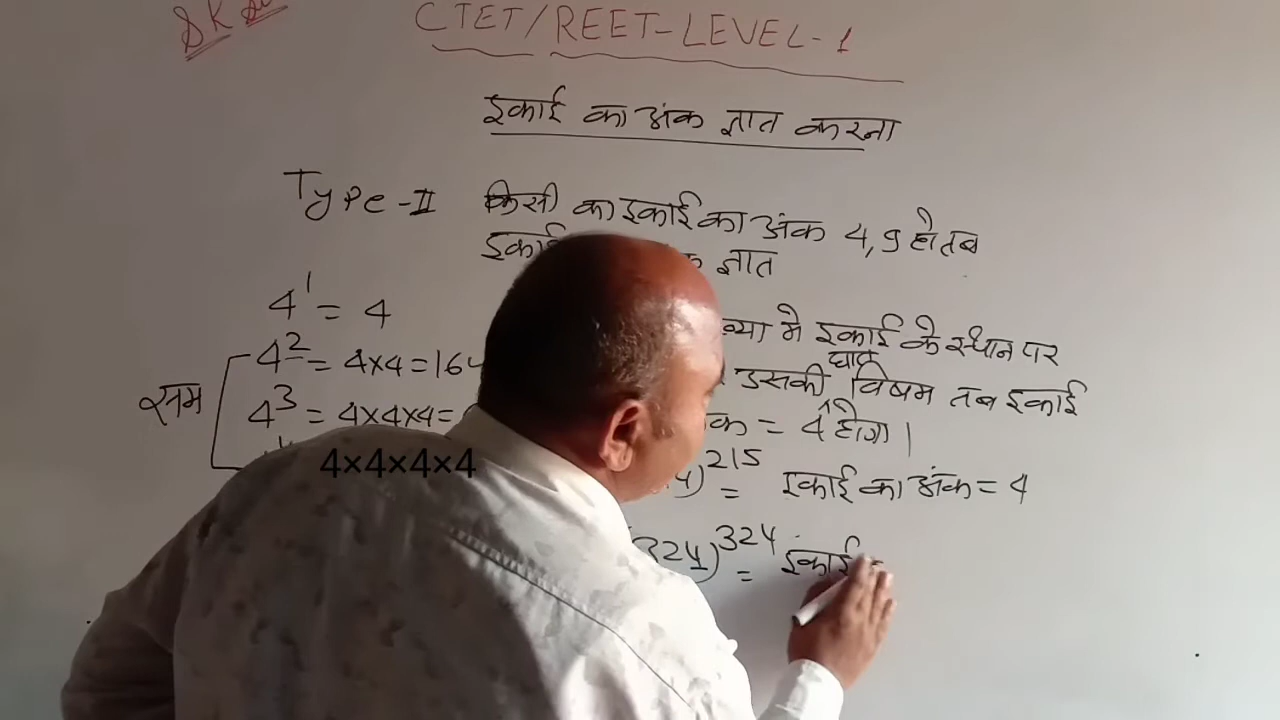 CTET/REET-LEVEL-1
इकाई का अंक ज्ञात करना
Type-II किसी का इकाई का अंक 4,9 हो तब
इकाई ज्ञात
4¹ = 4
4² = 4×4=16
सम
4³ = 4×4×4=
4×4×4×4
में इकाई के स्थान पर
उसकी घात विषम तब इकाई
= 4 होगा।
)²¹⁵ = इकाई का अंक = 4
324)³²⁴ = इकाई